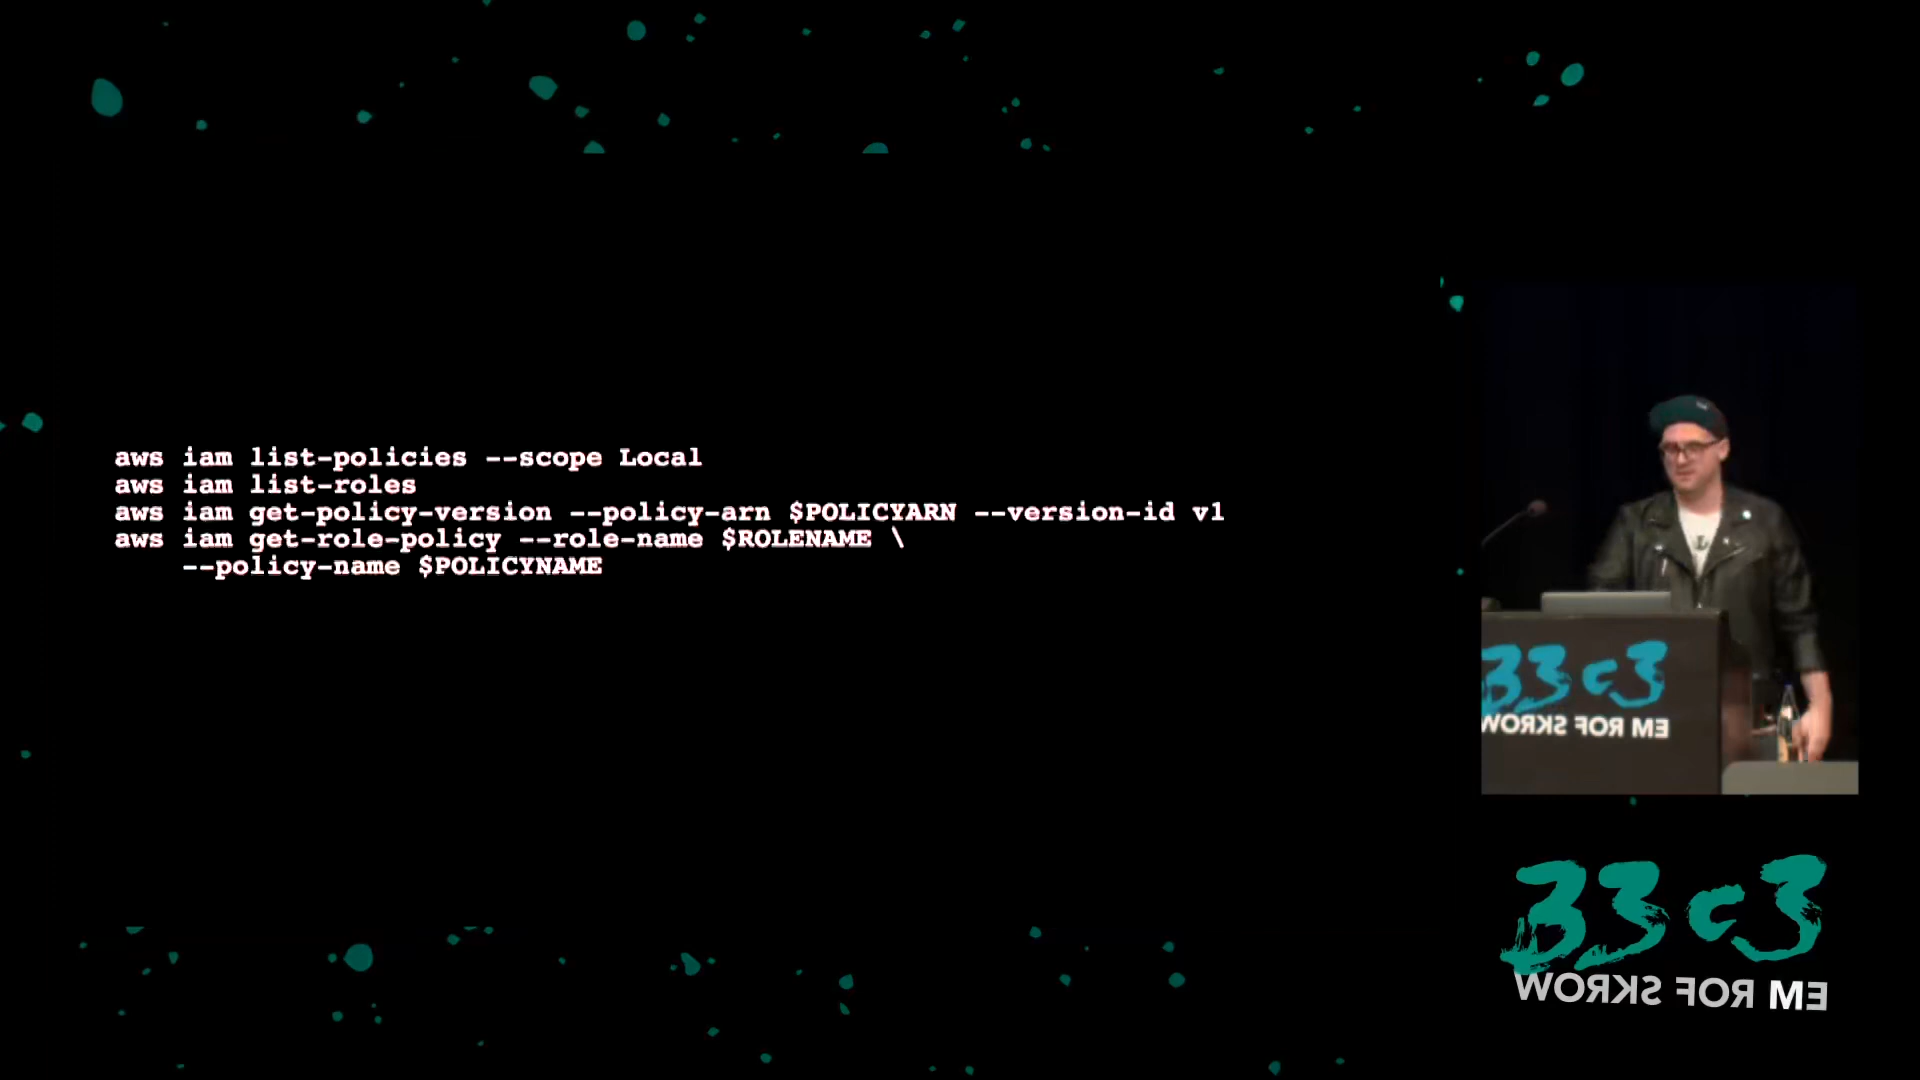 aws iam list-policies --scope Local
aws iam list-roles
aws iam get-policy-version --policy-arn $POLICYARN --version-id v1
aws iam get-role-policy --role-name $ROLENAME \
--policy-name $POLICYNAME
33c3
WORKS FOR ME
33c3
WORKS FOR ME